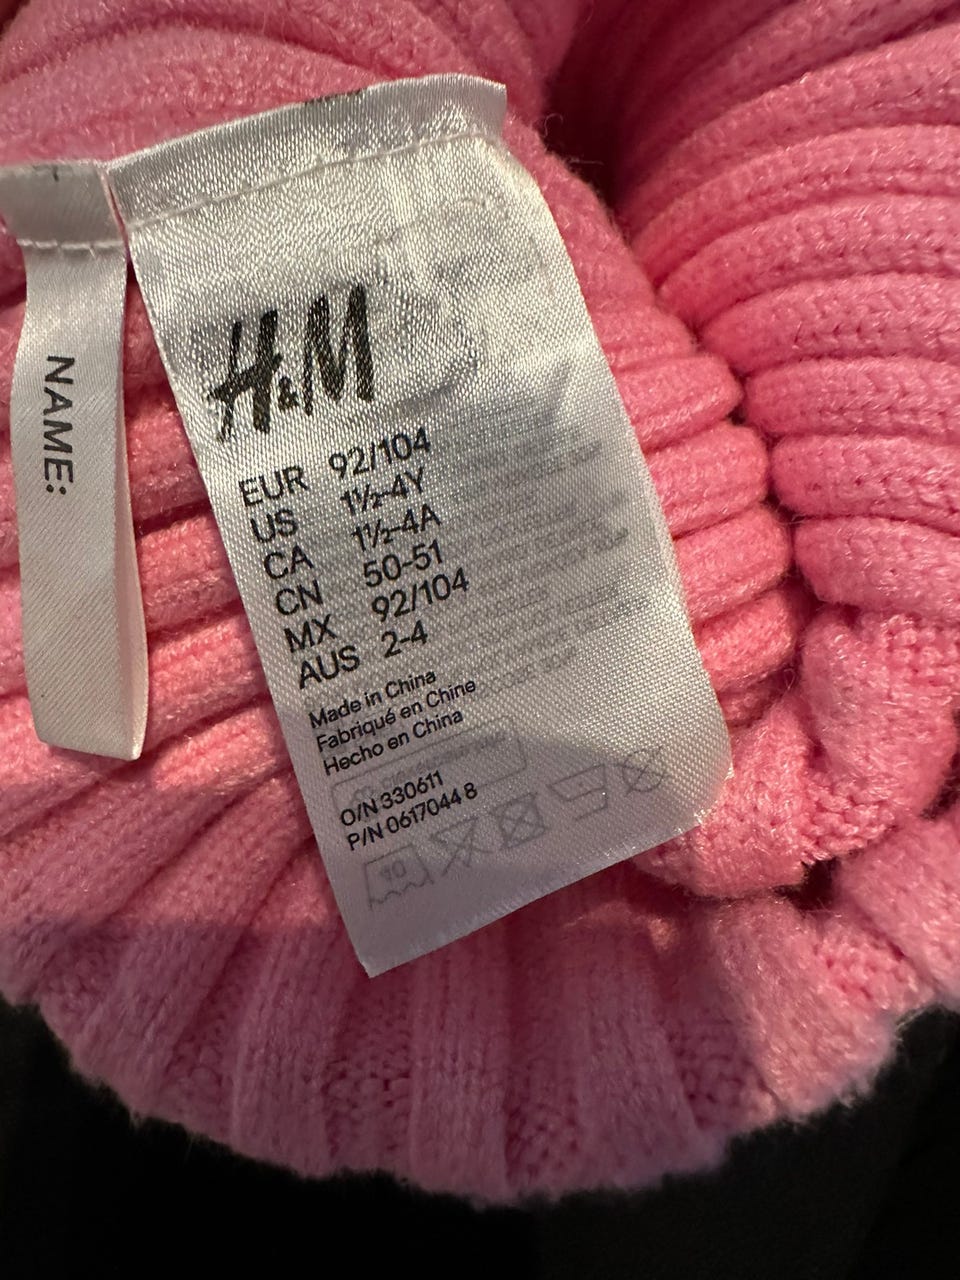 NAME:
H&M
EUR 92/104
US 1½-4Y
CA 1½-4A
CN 50-51
MX 92/104
AUS 2-4
Made in China
Fabriqué en Chine
Hecho en China
O/N 330611
P/N 0617044 8
40